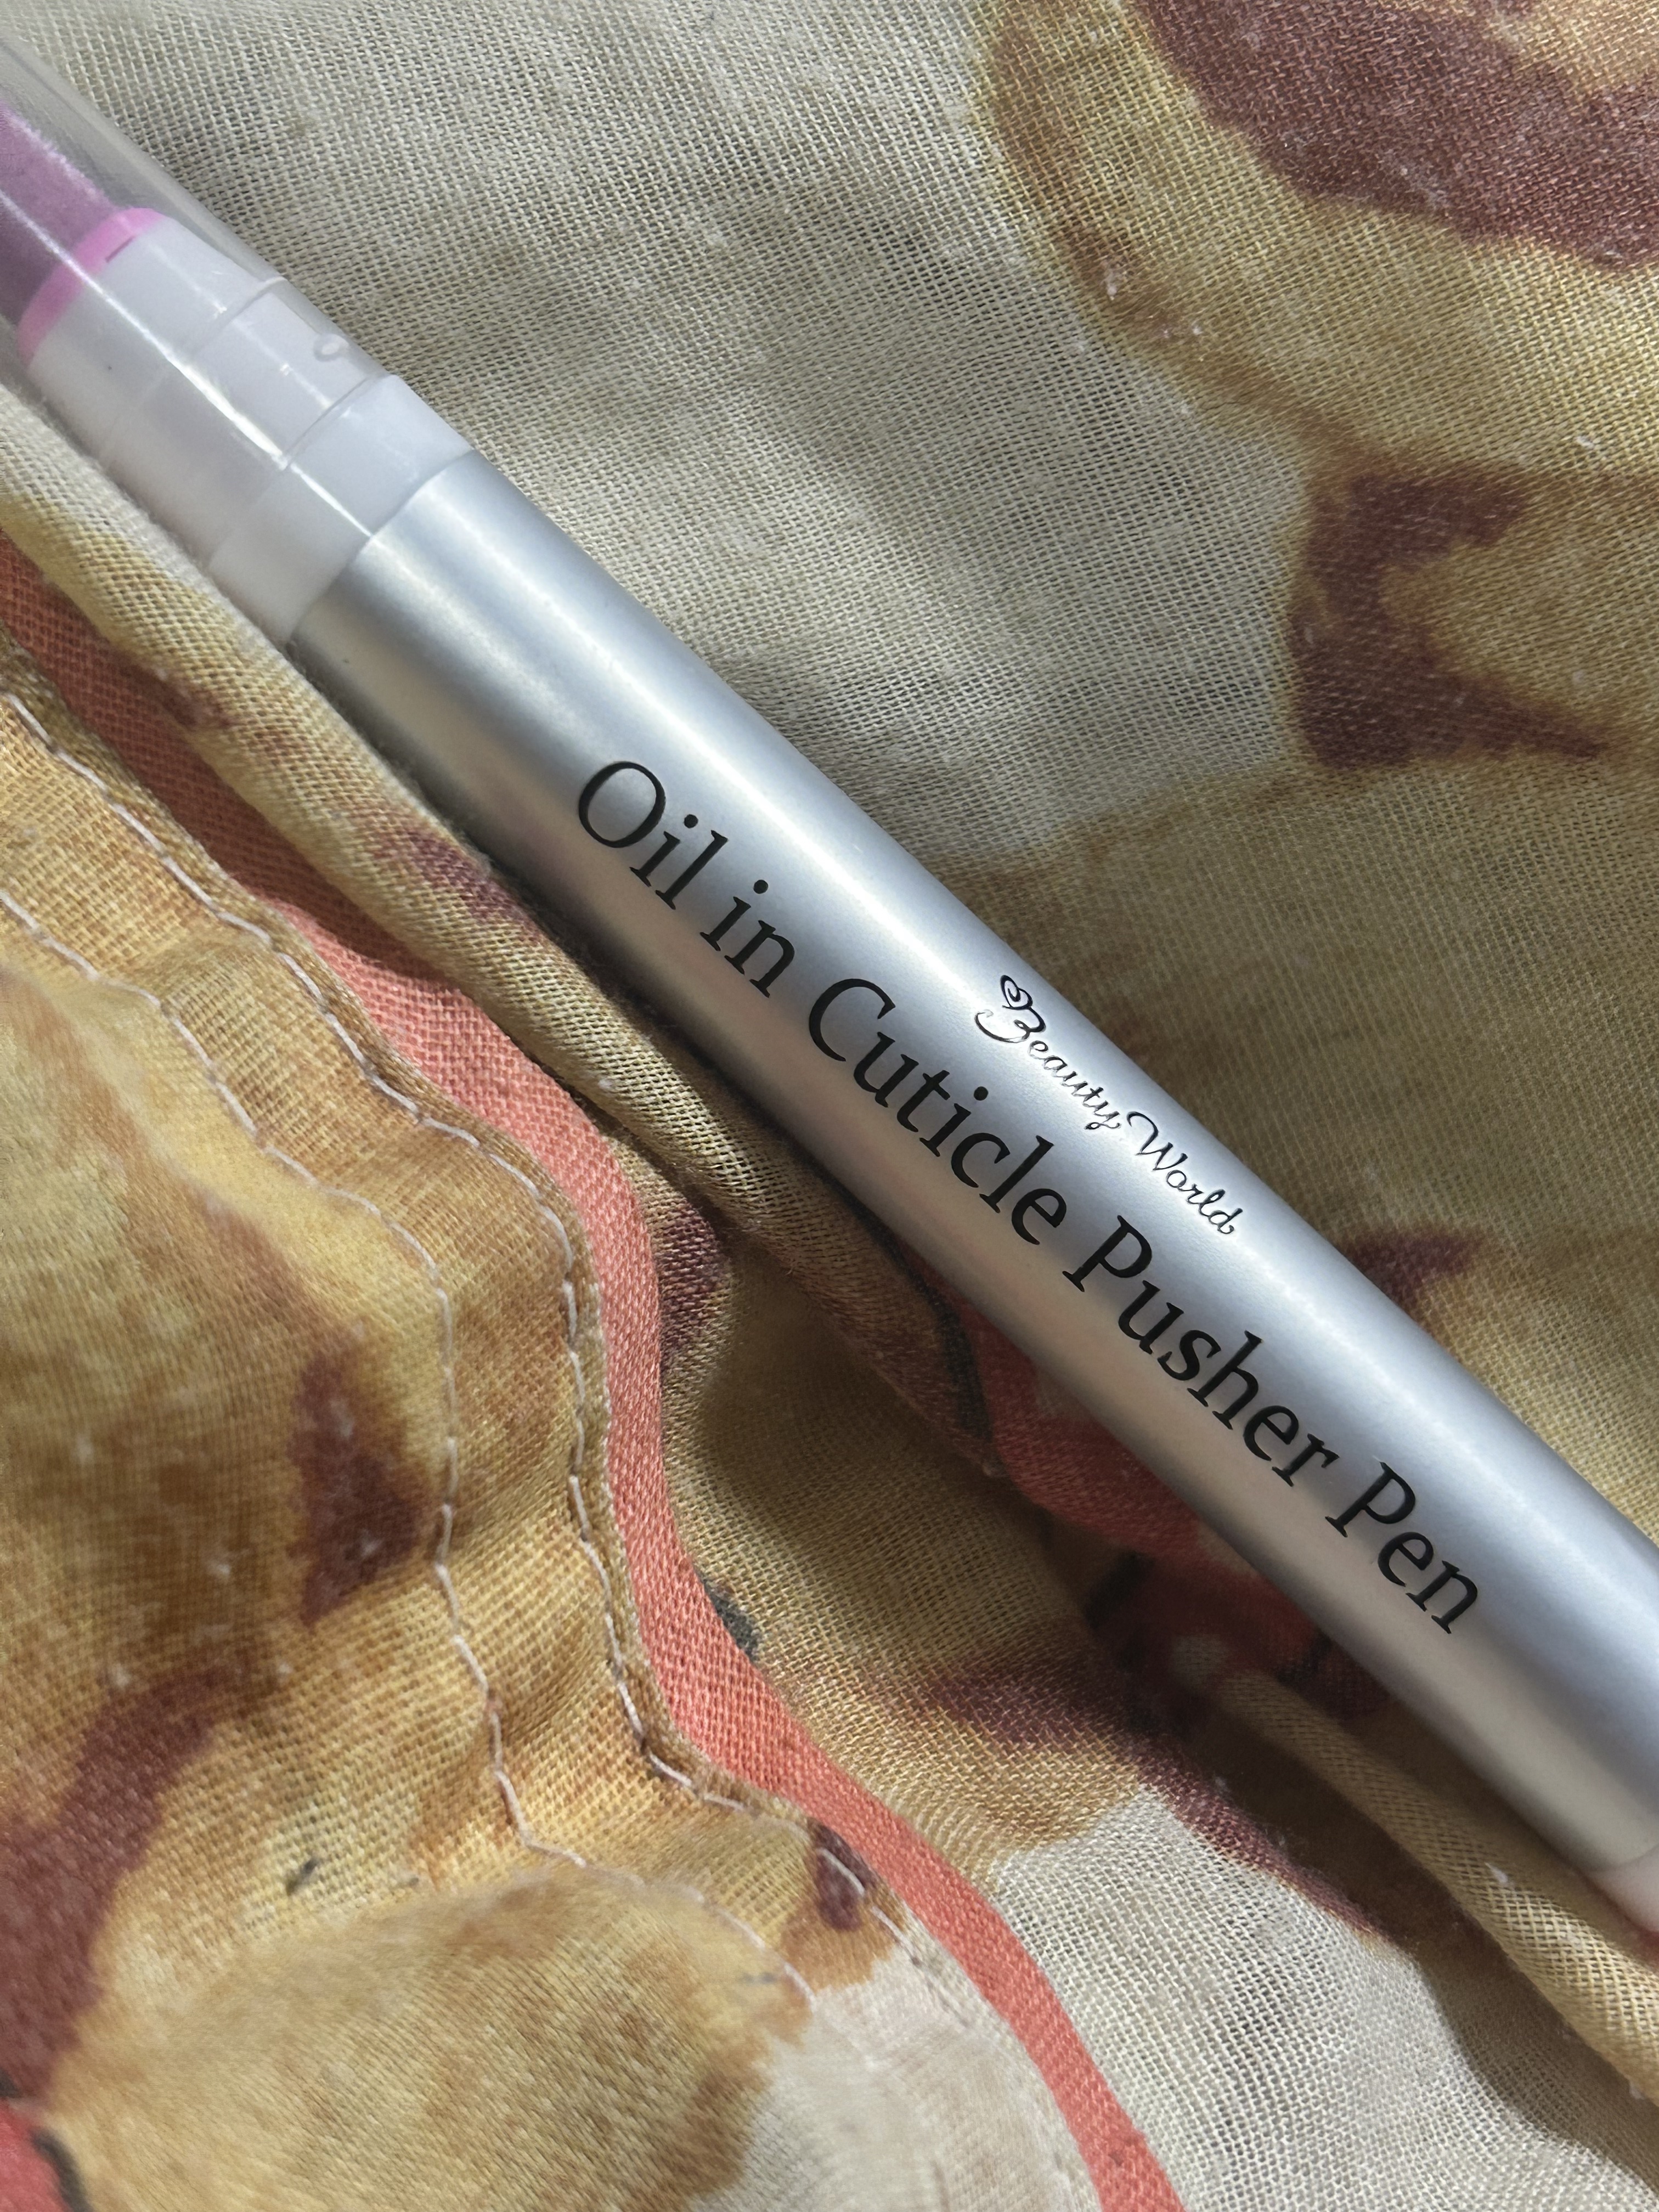 Beauty World
Oil in Cuticle Pusher Pen